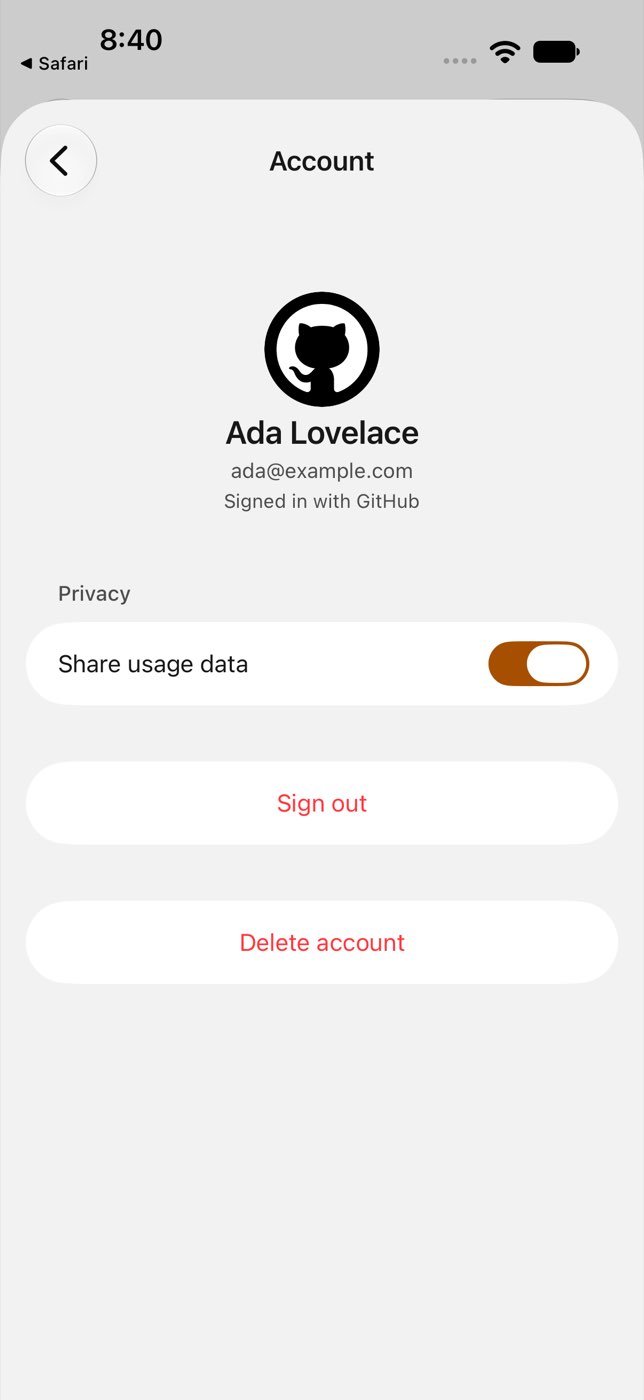 8:40
◀ Safari
Account
Ada Lovelace
ada@example.com
Signed in with GitHub
Privacy
Share usage data
Sign out
Delete account